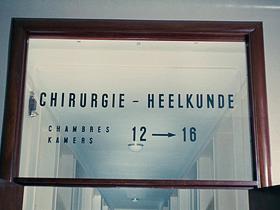 CHIRURGIE - HEELKUNDE
CHAMBRES 12 → 16
KAMERS